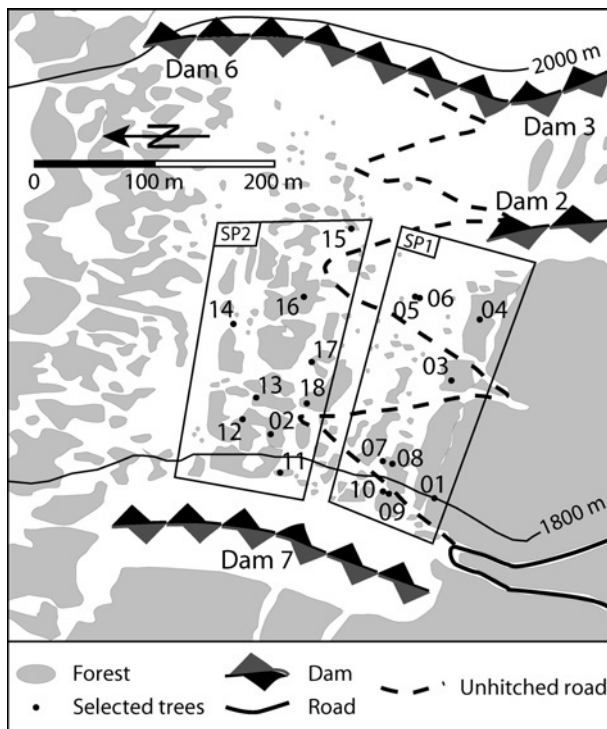 2000 m
Dam 6
Dam 3
N
0 100 m 200 m
Dam 2
SP2
SP1
15
06
05
16
04
14
17
03
13
18
12
02
07
08
11
10
01
09
1800 m
Dam 7
Forest
Dam
Unhitched road
Selected trees
Road